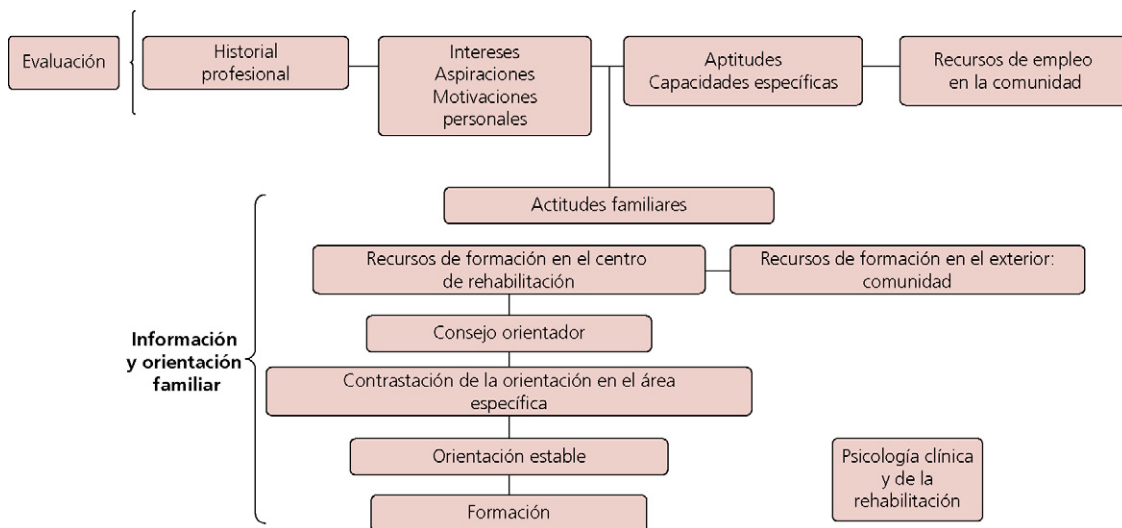 Evaluación
Historial
profesional
Intereses
Aspiraciones
Motivaciones
personales
Aptitudes
Capacidades específicas
Recursos de empleo
en la comunidad
Actitudes familiares
Recursos de formación en el centro
de rehabilitación
Recursos de formación en el exterior:
comunidad
Información
y orientación
familiar
Consejo orientador
Contrastación de la orientación en el área
específica
Orientación estable
Formación
Psicología clínica
y de la
rehabilitación